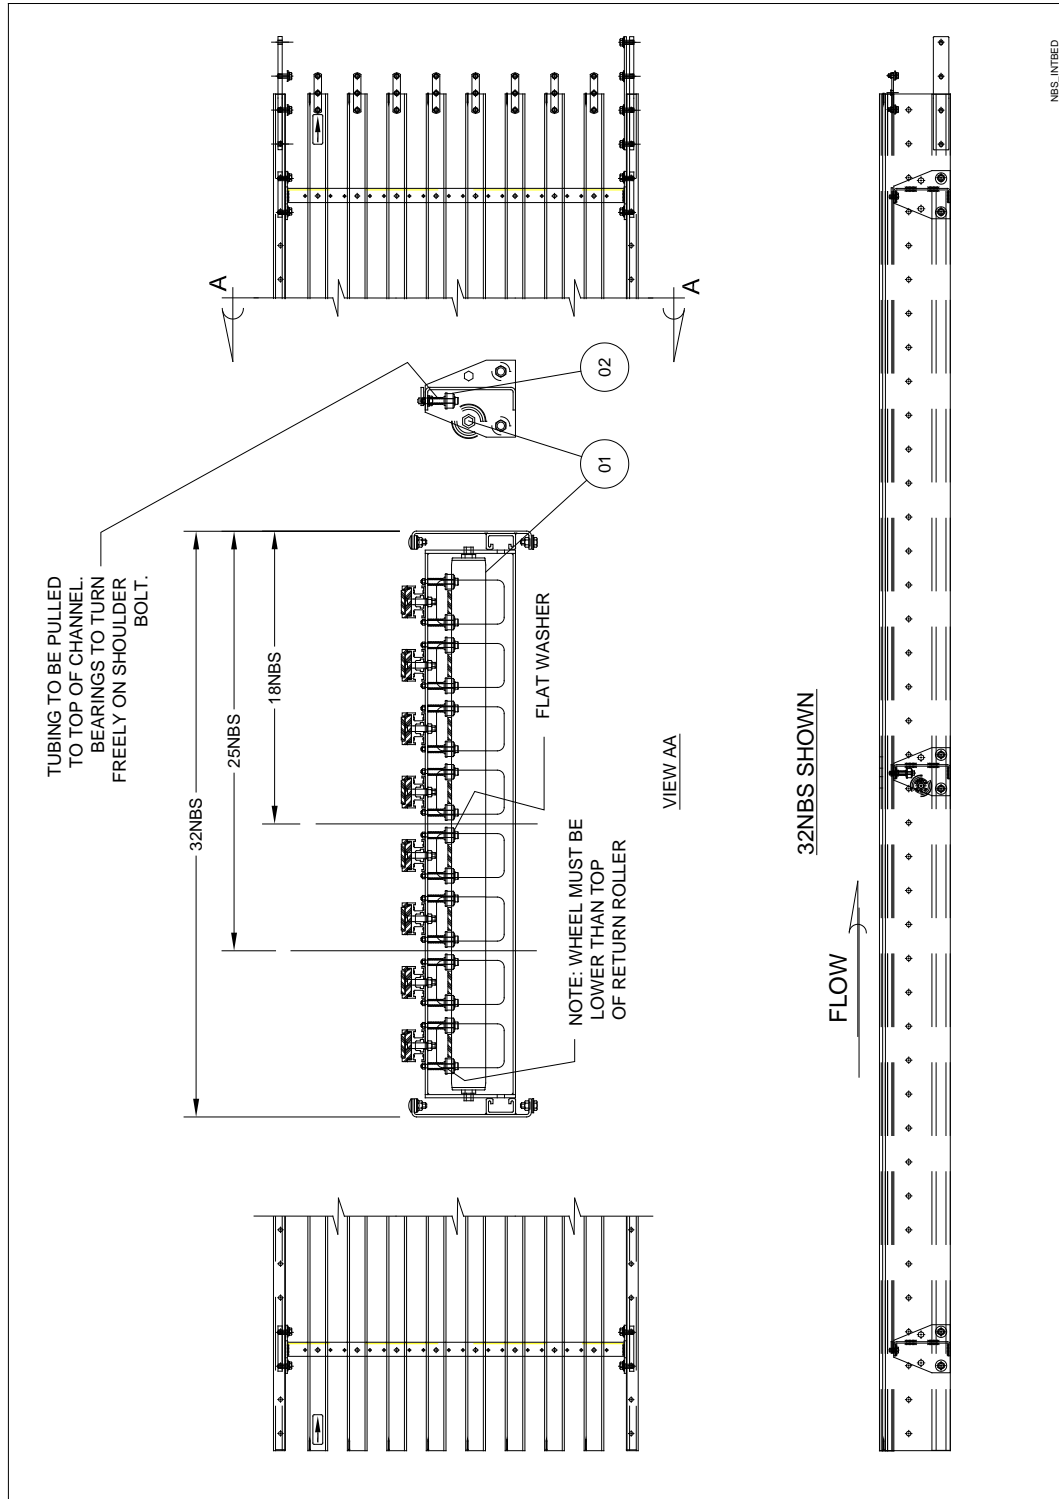 NBS_INTBED
A
A
02
01
TUBING TO BE PULLED
TO TOP OF CHANNEL.
BEARINGS TO TURN
FREELY ON SHOULDER
BOLT.
32NBS
25NBS
18NBS
FLAT WASHER
NOTE: WHEEL MUST BE
LOWER THAN TOP
OF RETURN ROLLER
VIEW AA
32NBS SHOWN
FLOW